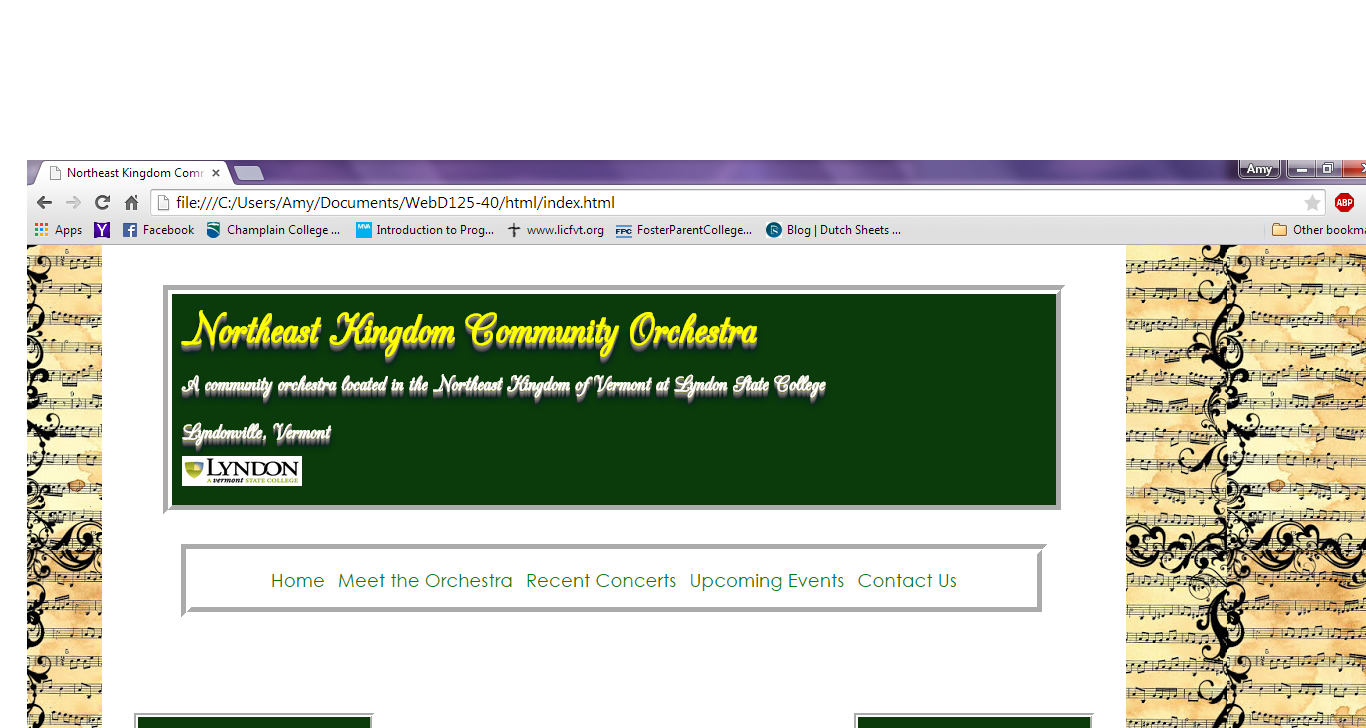 Northeast Kingdom Com
Amy
file:///C:/Users/Amy/Documents/WebD125-40/html/index.html
ABP
Apps Facebook Champlain College ... Introduction to Prog... www.licfvt.org FosterParentCollege... Blog | Dutch Sheets ... Other bookma
Northeast Kingdom Community Orchestra
A community orchestra located in the Northeast Kingdom of Vermont at Lyndon State College
Lyndonville, Vermont
LYNDON
A vermont STATE COLLEGE
Home Meet the Orchestra Recent Concerts Upcoming Events Contact Us